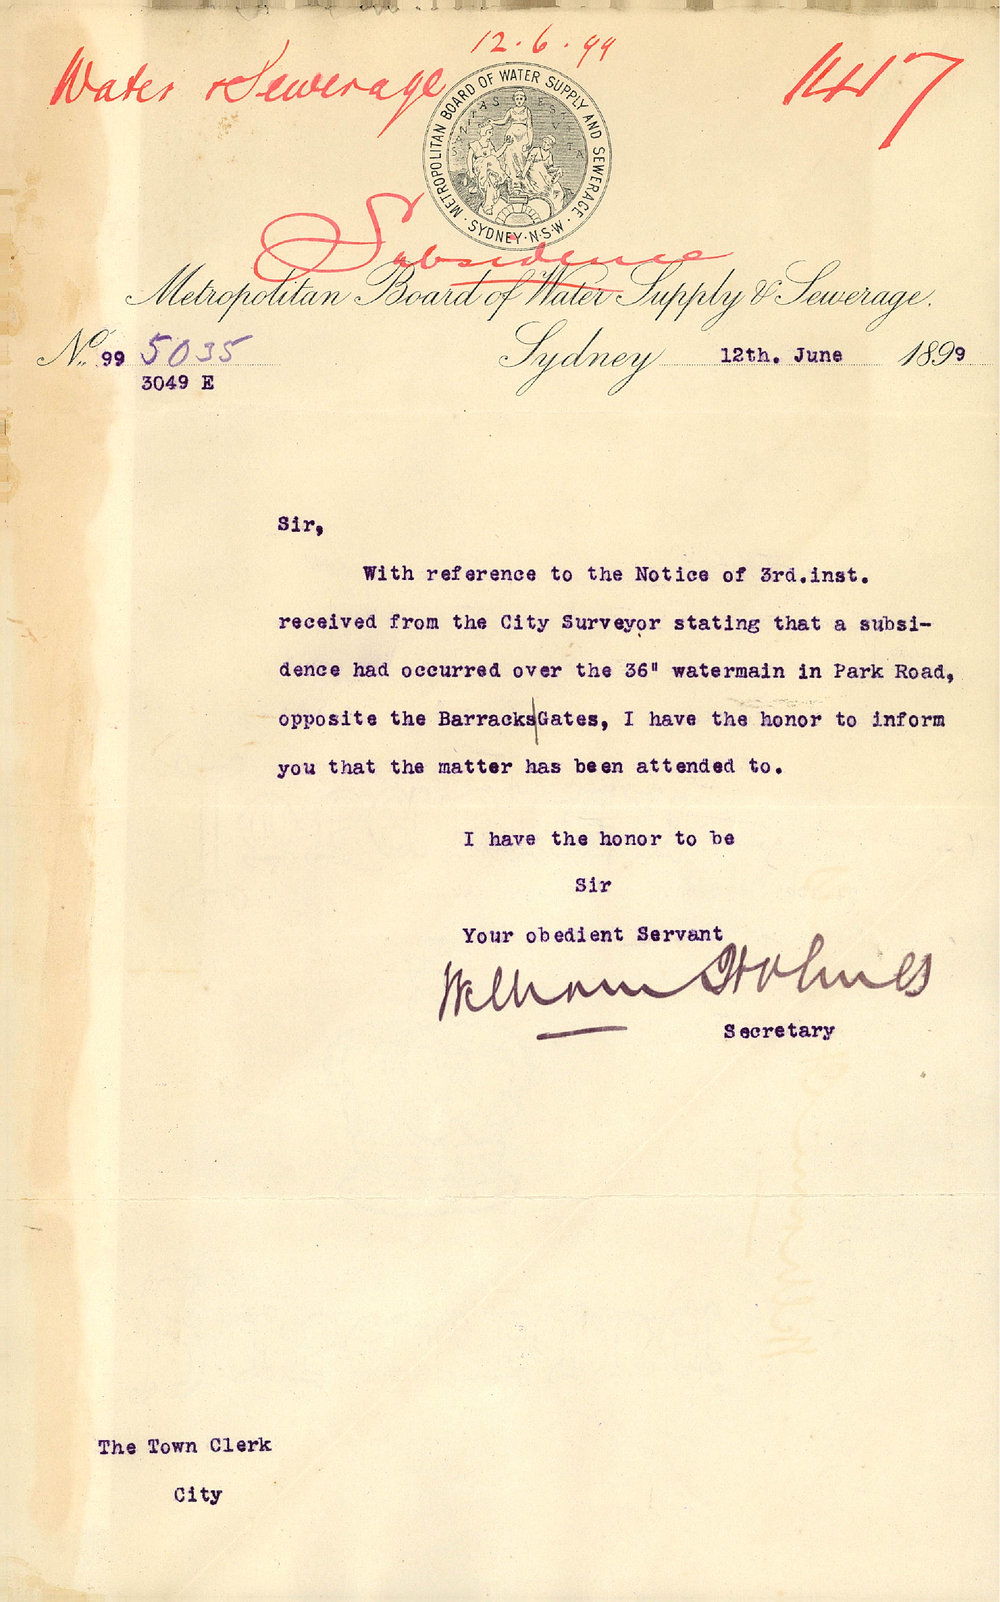 12.6.99
Water & Sewerage
1147
METROPOLITAN BOARD OF WATER SUPPLY AND SEWERAGE.
SYDNEY·N·S·W·
Subsidence
Metropolitan Board of Water Supply & Sewerage.
No. 99 5035
Sydney 12th. June 1899
3049 E
Sir,
With reference to the Notice of 3rd.inst.
received from the City Surveyor stating that a subsi-
dence had occurred over the 36" watermain in Park Road,
opposite the Barracks|Gates, I have the honor to inform
you that the matter has been attended to.
I have the honor to be
Sir
Your obedient Servant
William Holmes
Secretary
The Town Clerk
City